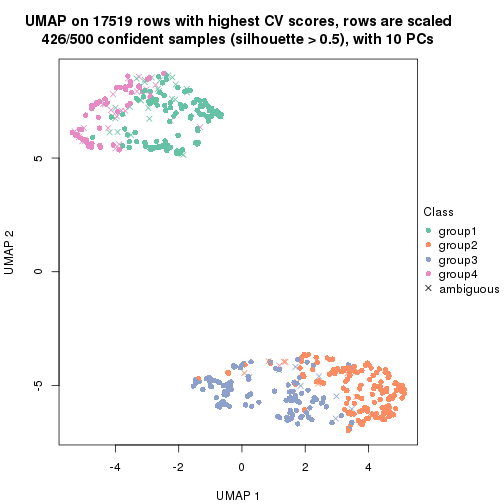 UMAP on 17519 rows with highest CV scores, rows are scaled
426/500 confident samples (silhouette > 0.5), with 10 PCs
UMAP 2
5
0
-5
-4
-2
0
2
4
UMAP 1
Class
group1
group2
group3
group4
ambiguous